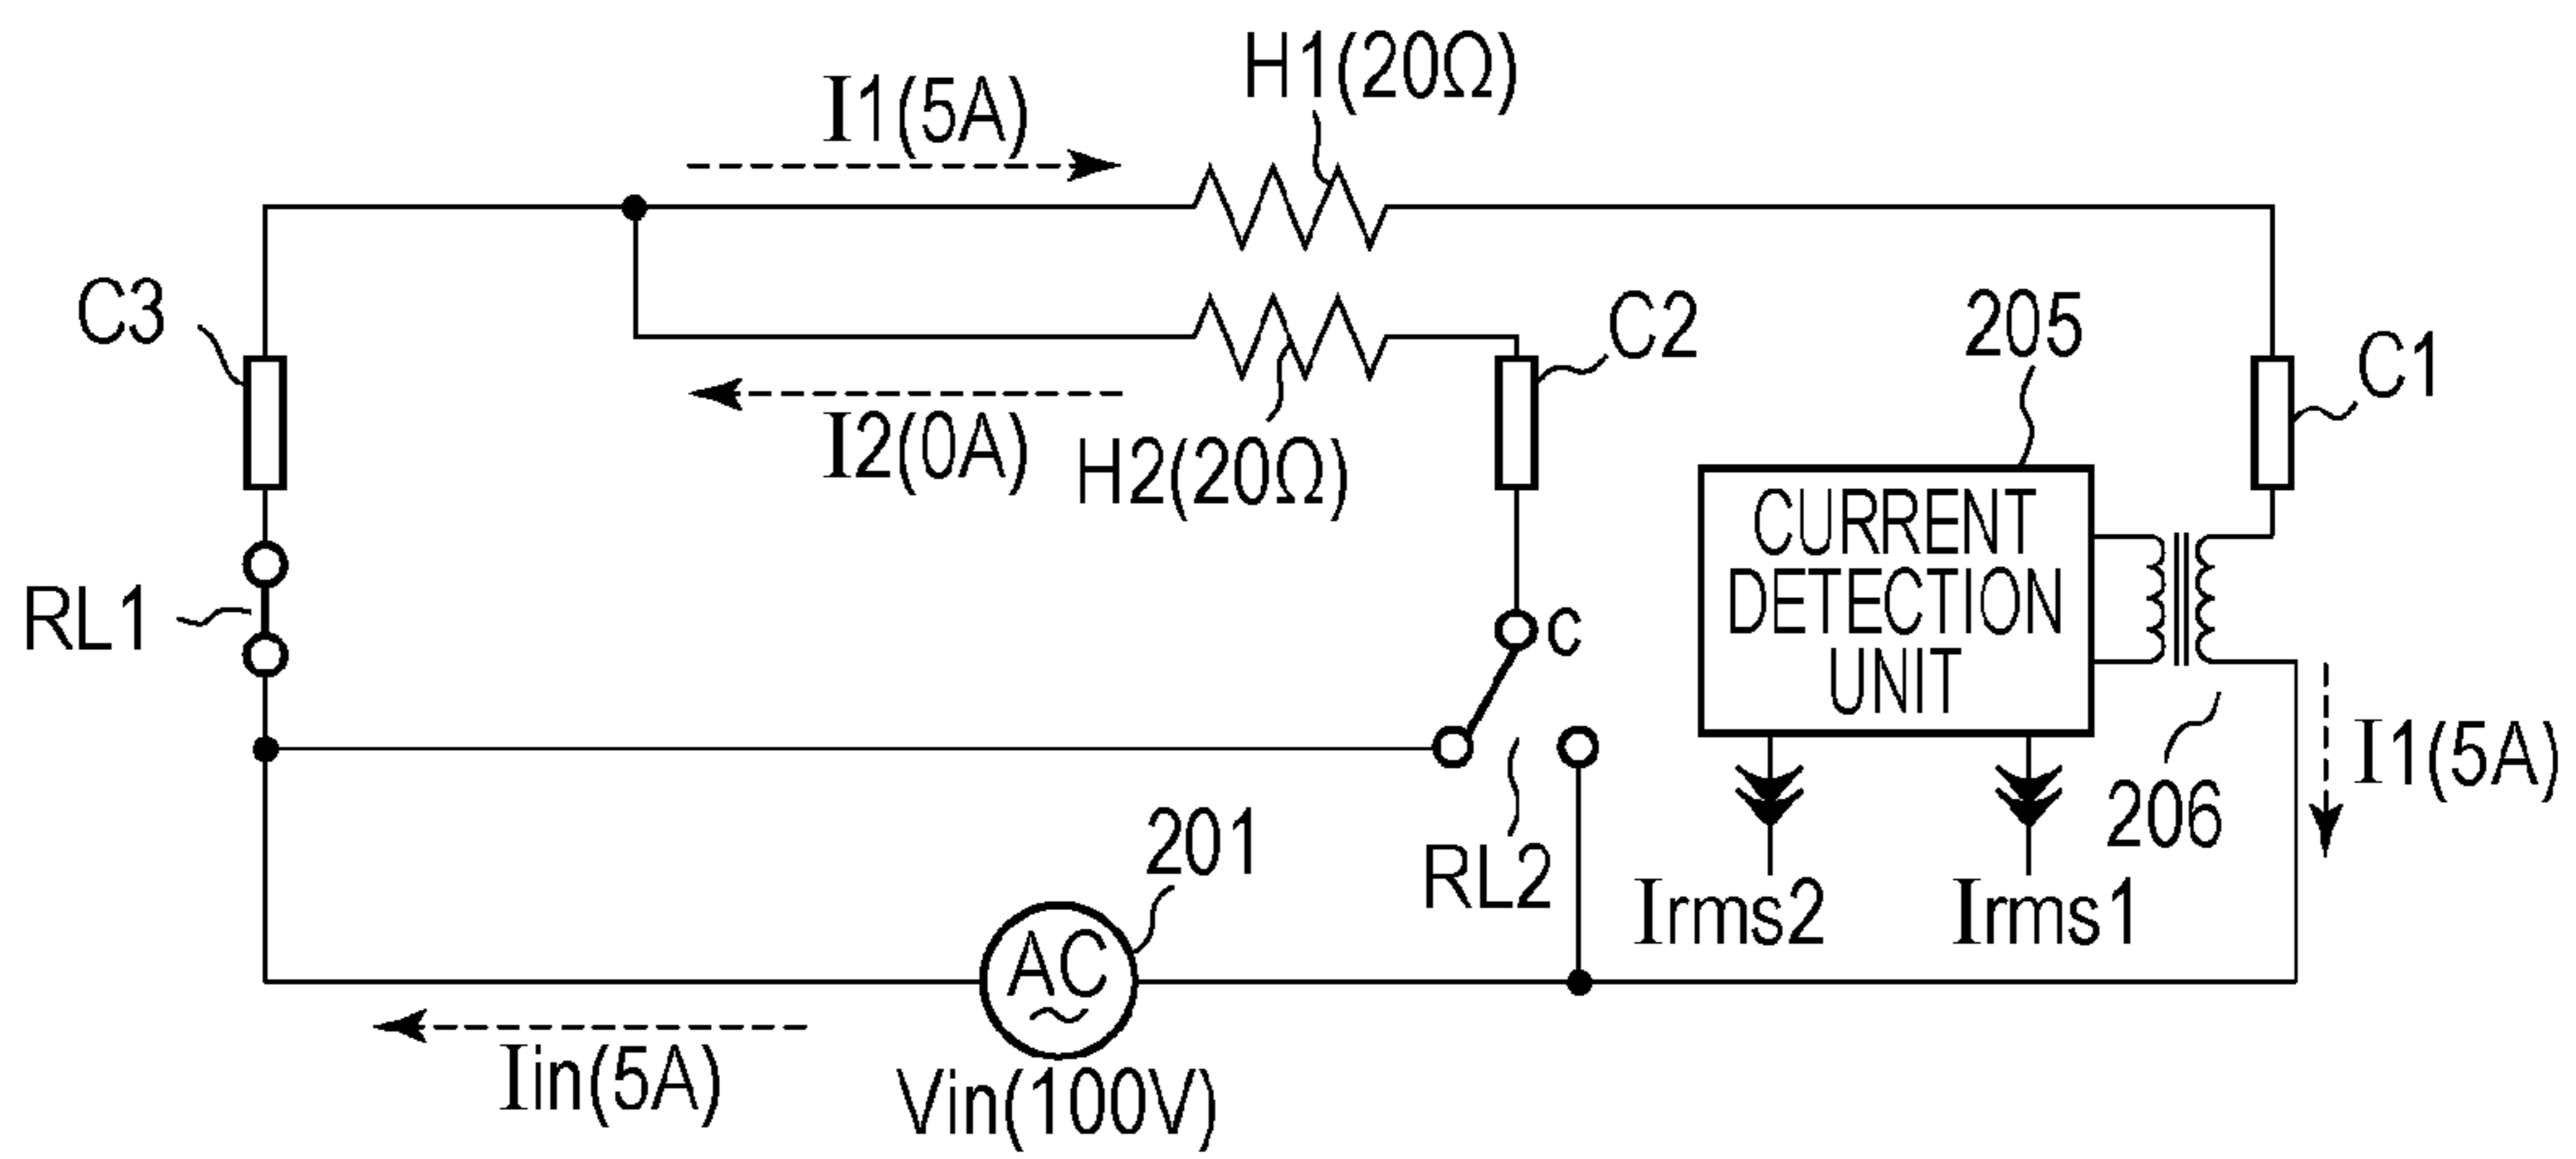 H1(20Ω)
I1(5A)
C3
C2
205
C1
I2(0A)
H2(20Ω)
CURRENT
DETECTION
UNIT
RL1
c
I1(5A)
206
201
RL2
Irms2
Irms1
AC
~
Iin(5A)
Vin(100V)